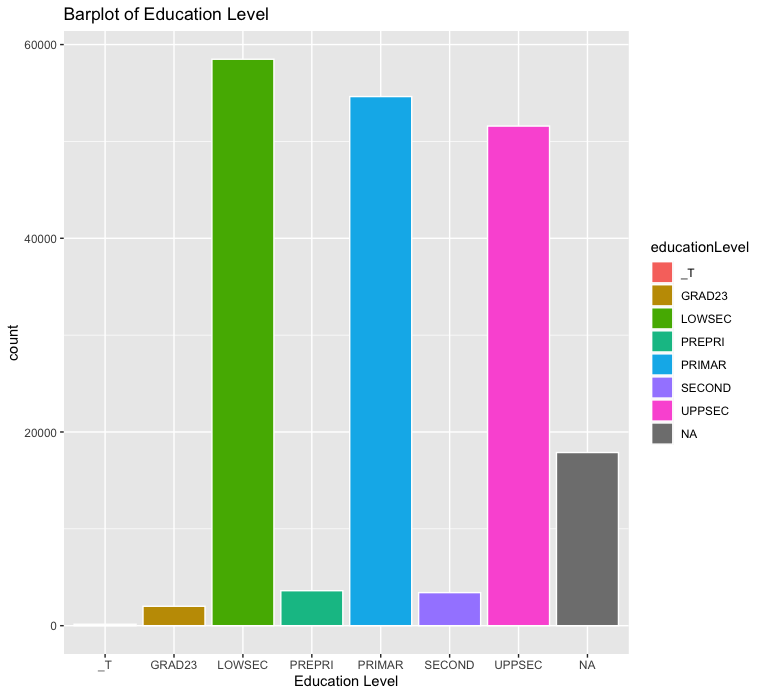 Barplot of Education Level
60000
40000
20000
0
count
_T GRAD23 LOWSEC PREPRI PRIMAR SECOND UPPSEC NA
Education Level
educationLevel
_T
GRAD23
LOWSEC
PREPRI
PRIMAR
SECOND
UPPSEC
NA